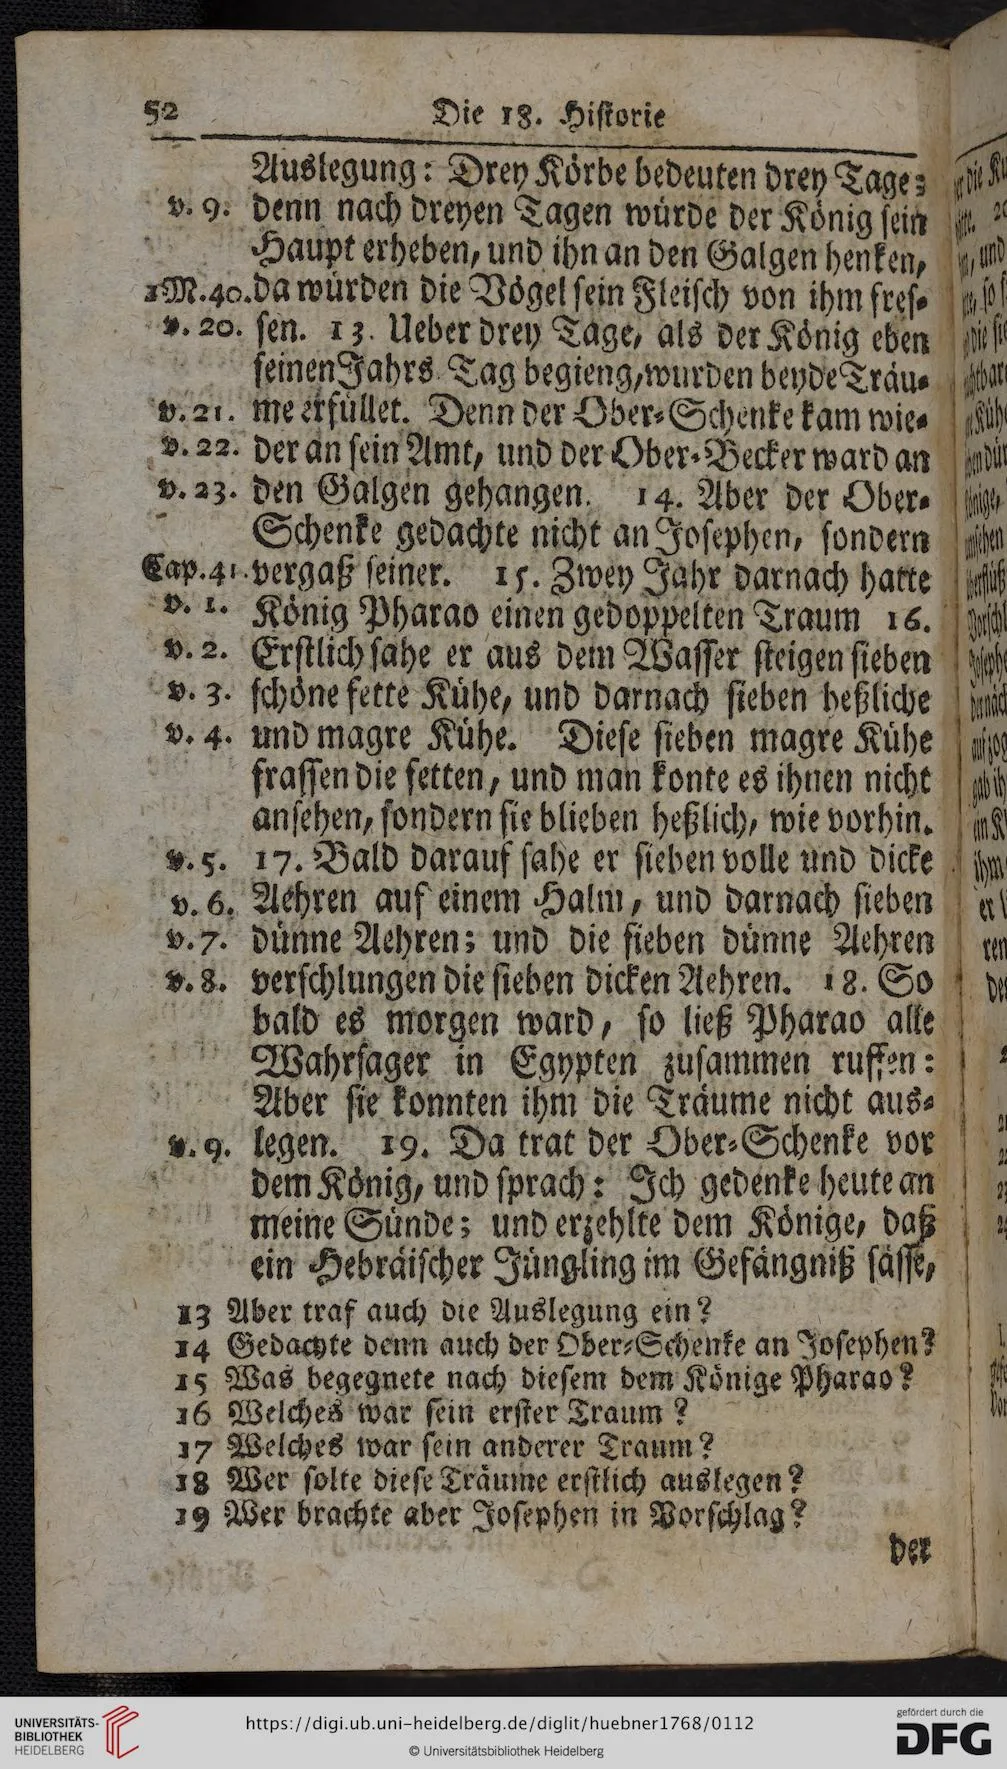 52 Die 18. Historie
Auslegung: Drey Körbe bedeuten drey Tage;
v. 9. denn nach dreyen Tagen würde der König sein
Haupt erheben, und ihn an den Galgen henken,
1M.40. da würden die Vögel sein Fleisch von ihm fres-
v. 20. sen. 13. Ueber drey Tage, als der König eben
seinen Jahrs Tag begieng, wurden beyde Träu-
v. 21. me erfüllet. Denn der Ober-Schenke kam wie-
v. 22. der an sein Amt, und der Ober-Becker ward an
v. 23. den Galgen gehangen. 14. Aber der Ober-
Schenke gedachte nicht an Josephen, sondern
Cap. 41. vergaß seiner. 15. Zwey Jahr darnach hatte
v. 1. König Pharao einen gedoppelten Traum 16.
v. 2. Erstlich sahe er aus dem Wasser steigen sieben
v. 3. schöne fette Kühe, und darnach sieben heßliche
v. 4. und magre Kühe. Diese sieben magre Kühe
frassen die fetten, und man konte es ihnen nicht
ansehen, sondern sie blieben heßlich, wie vorhin.
v. 5. 17. Bald darauf sahe er sieben volle und dicke
v. 6. Aehren auf einem Halm, und darnach sieben
v. 7. dünne Aehren; und die sieben dünne Aehren
v. 8. verschlungen die sieben dicken Aehren. 18. So
bald es morgen ward, so ließ Pharao alle
Wahrsager in Egypten zusammen ruffen:
Aber sie konnten ihm die Träume nicht aus-
v. 9. legen. 19. Da trat der Ober-Schenke vor
dem König, und sprach: Ich gedenke heute an
meine Sünde; und erzehlte dem Könige, daß
ein Hebräischer Jüngling im Gefängniß sässe,
13 Aber traf auch die Auslegung ein?
14 Gedachte denn auch der Ober-Schenke an Josephen?
15 Was begegnete nach diesem dem Könige Pharao?
16 Welches war sein erster Traum?
17 Welches war sein anderer Traum?
18 Wer solte diese Träume erstlich auslegen?
19 Wer brachte aber Josephen in Vorschlag?
der
UNIVERSITÄTS-
BIBLIOTHEK
HEIDELBERG
https://digi.ub.uni-heidelberg.de/diglit/huebner1768/0112
© Universitätsbibliothek Heidelberg
gefördert durch die
DFG